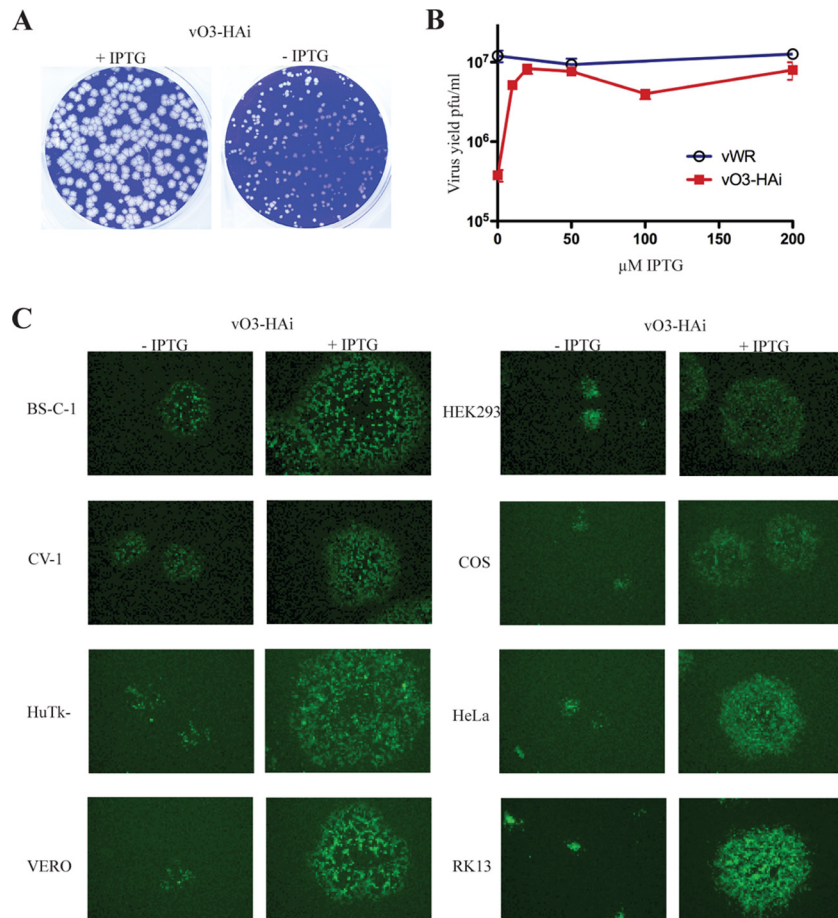 A
vO3-HAi
+ IPTG
- IPTG
B
Virus yield pfu/ml
10⁷
10⁶
10⁵
vWR
vO3-HAi
0
50
100
150
200
µM IPTG
C
vO3-HAi
- IPTG
+ IPTG
BS-C-1
CV-1
HuTk-
VERO
vO3-HAi
- IPTG
+ IPTG
HEK293
COS
HeLa
RK13